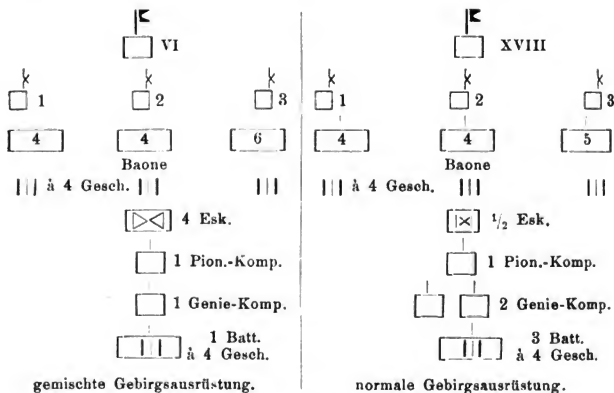 VI XVIII
1 2 3 1 2 3
4 4 6 4 4 5
Baone Baone
à 4 Gesch. à 4 Gesch.
4 Esk. 1/2 Esk.
1 Pion.-Komp. 1 Pion.-Komp.
1 Genie-Komp. 2 Genie-Komp.
1 Batt. 3 Batt.
à 4 Gesch. à 4 Gesch.
gemischte Gebirgsausrüstung. normale Gebirgsausrüstung.